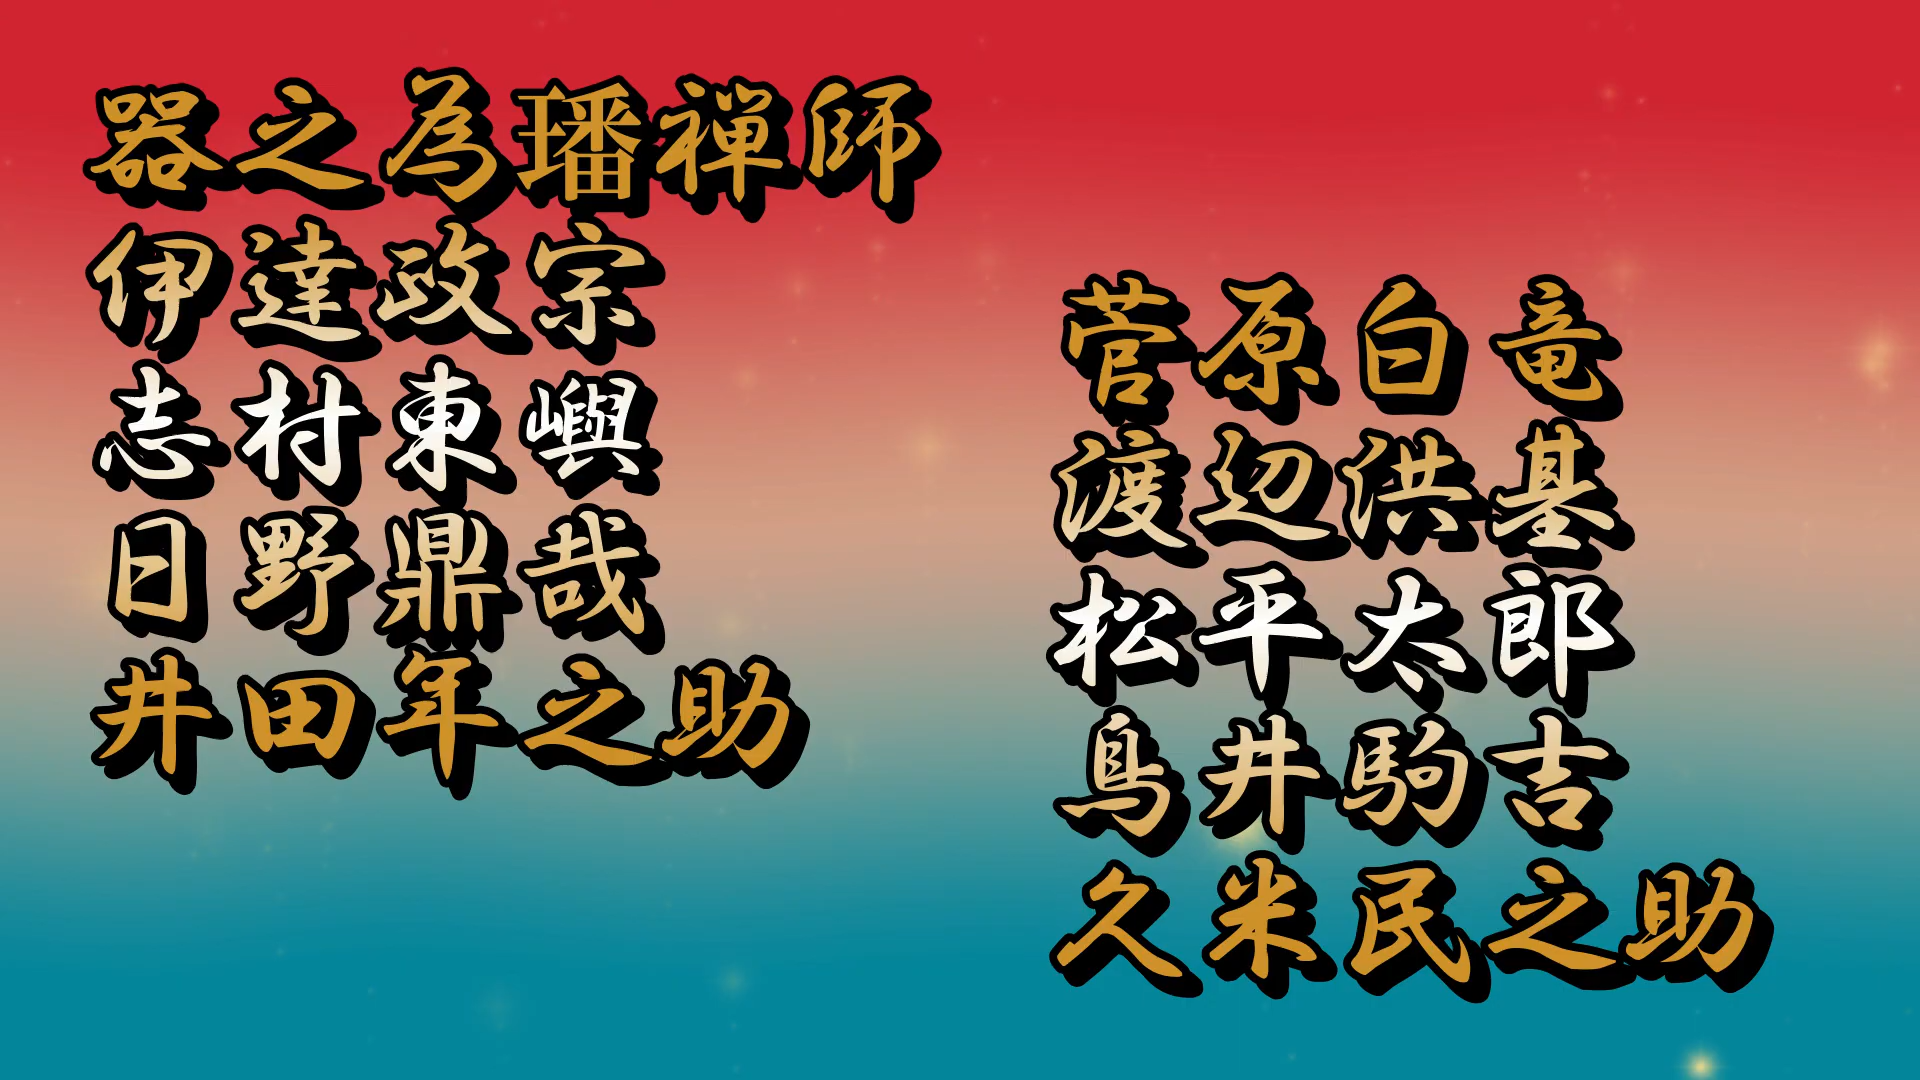 器之為璠禅師
伊達政宗
志村東嶼
日野鼎哉
井田年之助
菅原白竜
渡辺洪基
松平太郎
鳥井駒吉
久米民之助